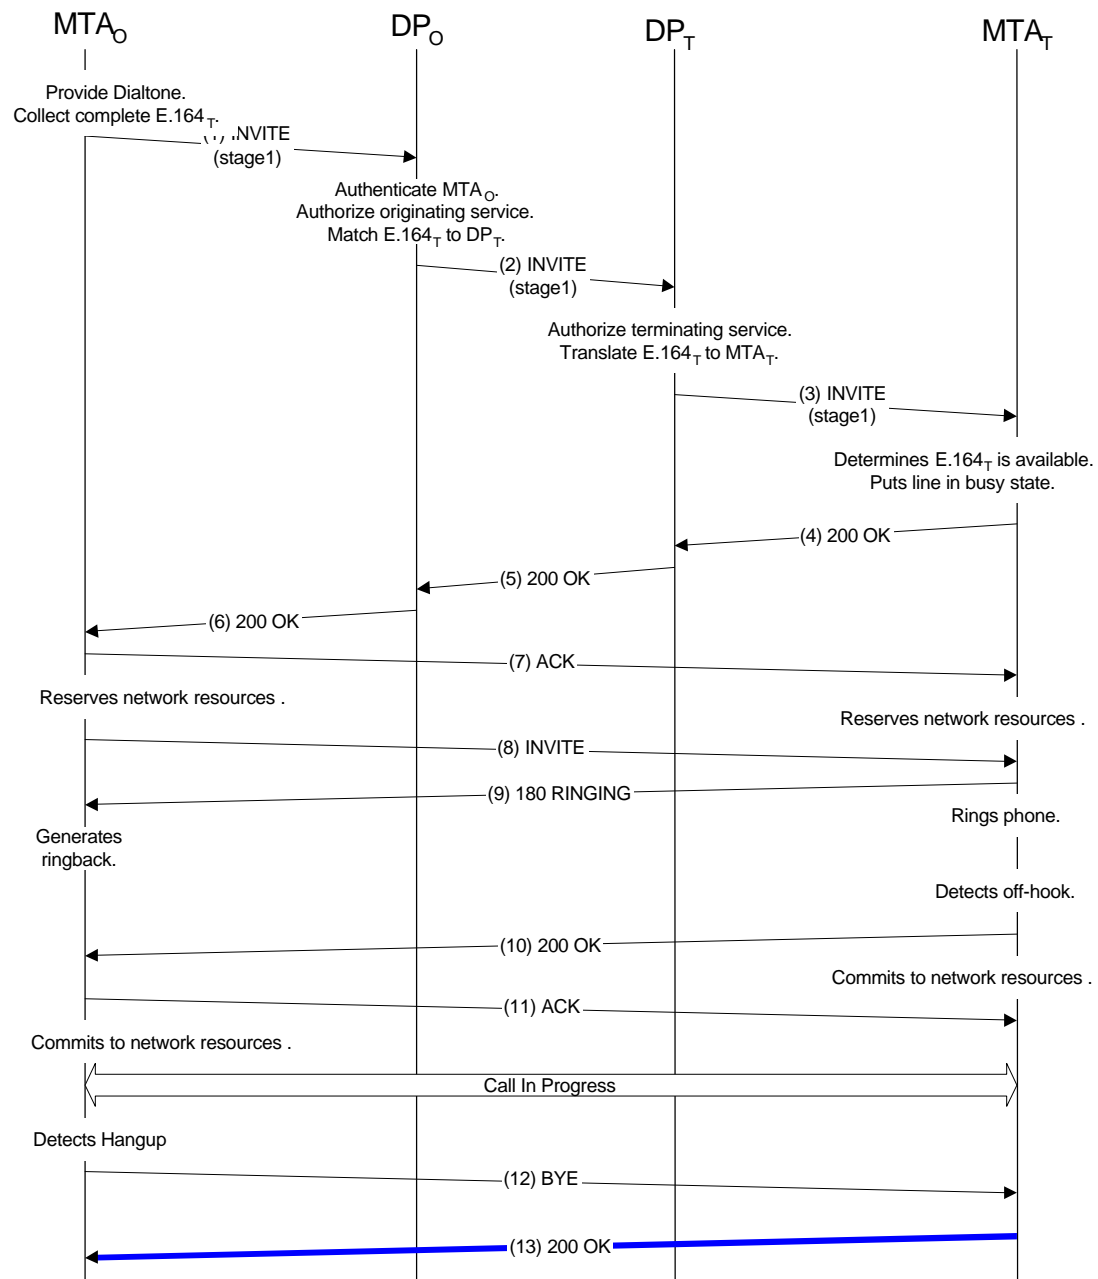 MTAO DPO DPT MTAT
Provide Dialtone.
Collect complete E.164T.
(1) INVITE
(stage1)
Authenticate MTAO.
Authorize originating service.
Match E.164T to DPT.
(2) INVITE
(stage1)
Authorize terminating service.
Translate E.164T to MTAT.
(3) INVITE
(stage1)
Determines E.164T is available.
Puts line in busy state.
(4) 200 OK
(5) 200 OK
(6) 200 OK
(7) ACK
Reserves network resources .
Reserves network resources .
(8) INVITE
(9) 180 RINGING
Rings phone.
Generates
ringback.
Detects off-hook.
(10) 200 OK
Commits to network resources .
(11) ACK
Commits to network resources .
Call In Progress
Detects Hangup
(12) BYE
(13) 200 OK